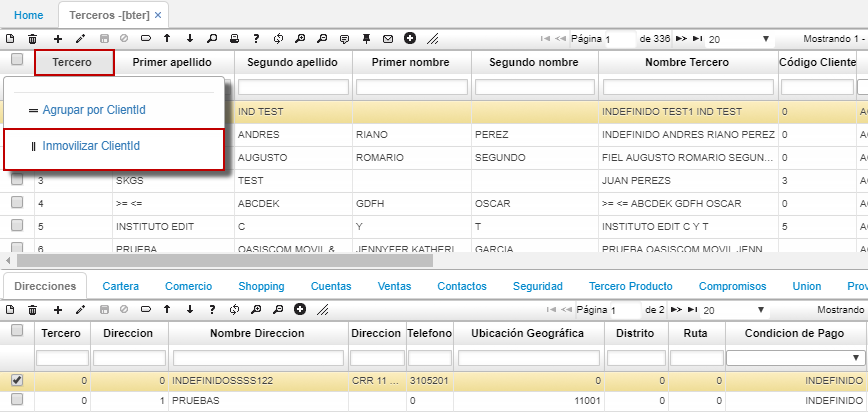 Home Terceros -[bter] ×
Página 1 de 336 20 Mostrando 1 -
Tercero Primer apellido Segundo apellido Primer nombre Segundo nombre Nombre Tercero Código Cliente
Agrupar por ClientId
Inmovilizar ClientId
IND TEST INDEFINIDO TEST1 IND TEST 0
ANDRES RIANO PEREZ INDEFINIDO ANDRES RIANO PEREZ 0
AUGUSTO ROMARIO SEGUNDO FIEL AUGUSTO ROMARIO SEGUN... 0
3 SKGS TEST JUAN PEREZS 3
4 >= <= ABCDEK GDFH OSCAR >= <= ABCDEK GDFH OSCAR 0
5 INSTITUTO EDIT C Y T INSTITUTO EDIT C Y T 5
6 PRUEBA OASISCOM MOVIL & JENNYFER KATHERI GARCIA PRUEBA OASISCOM MOVIL JENN
Direcciones Cartera Comercio Shopping Cuentas Ventas Contactos Seguridad Tercero Producto Compromisos Union Prov
Página 1 de 2 20 Mostrando
Tercero Direccion Nombre Direccion Direccion Telefono Ubicación Geográfica Distrito Ruta Condicion de Pago
0 0 INDEFINIDOSSSS122 CRR 11 ... 3105201 0 0 0 INDEFINIDO
0 1 PRUEBAS 0 11001 0 0 INDEFINIDO